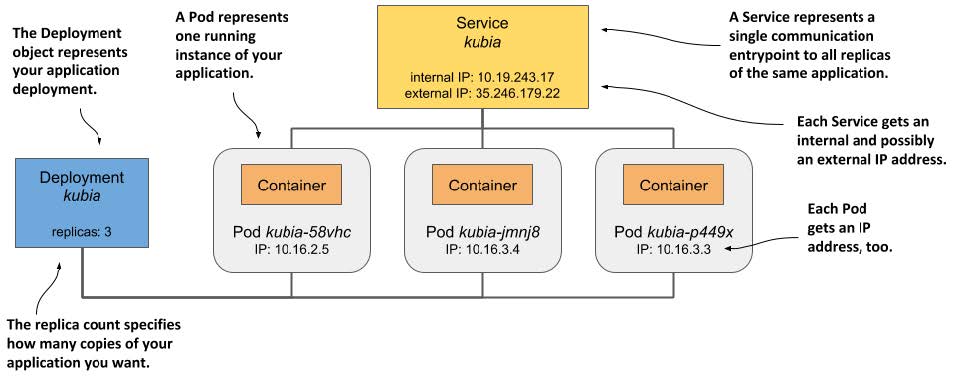 The Deployment
object represents
your application
deployment.
A Pod represents
one running
instance of your
application.
Service
kubia
internal IP: 10.19.243.17
external IP: 35.246.179.22
A Service represents a
single communication
entrypoint to all replicas
of the same application.
Each Service gets an
internal and possibly
an external IP address.
Deployment
kubia
replicas: 3
Container
Pod kubia-58vhc
IP: 10.16.2.5
Container
Pod kubia-jmnj8
IP: 10.16.3.4
Container
Pod kubia-p449x
IP: 10.16.3.3
Each Pod
gets an IP
address, too.
The replica count specifies
how many copies of your
application you want.